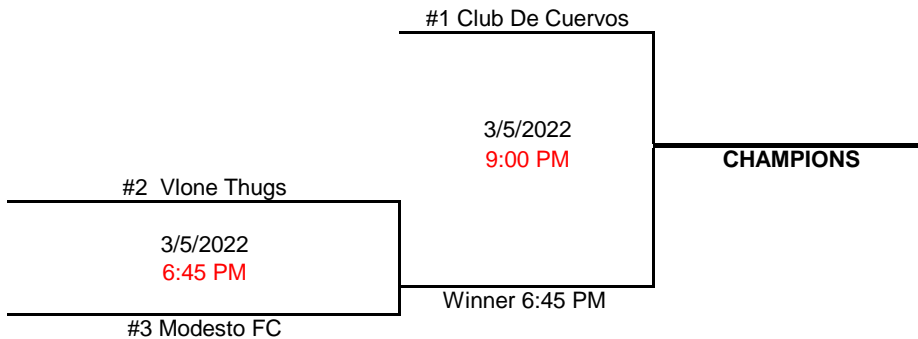 #1 Club De Cuervos
3/5/2022
9:00 PM
CHAMPIONS
#2  Vlone Thugs
3/5/2022
6:45 PM
Winner 6:45 PM
#3 Modesto FC